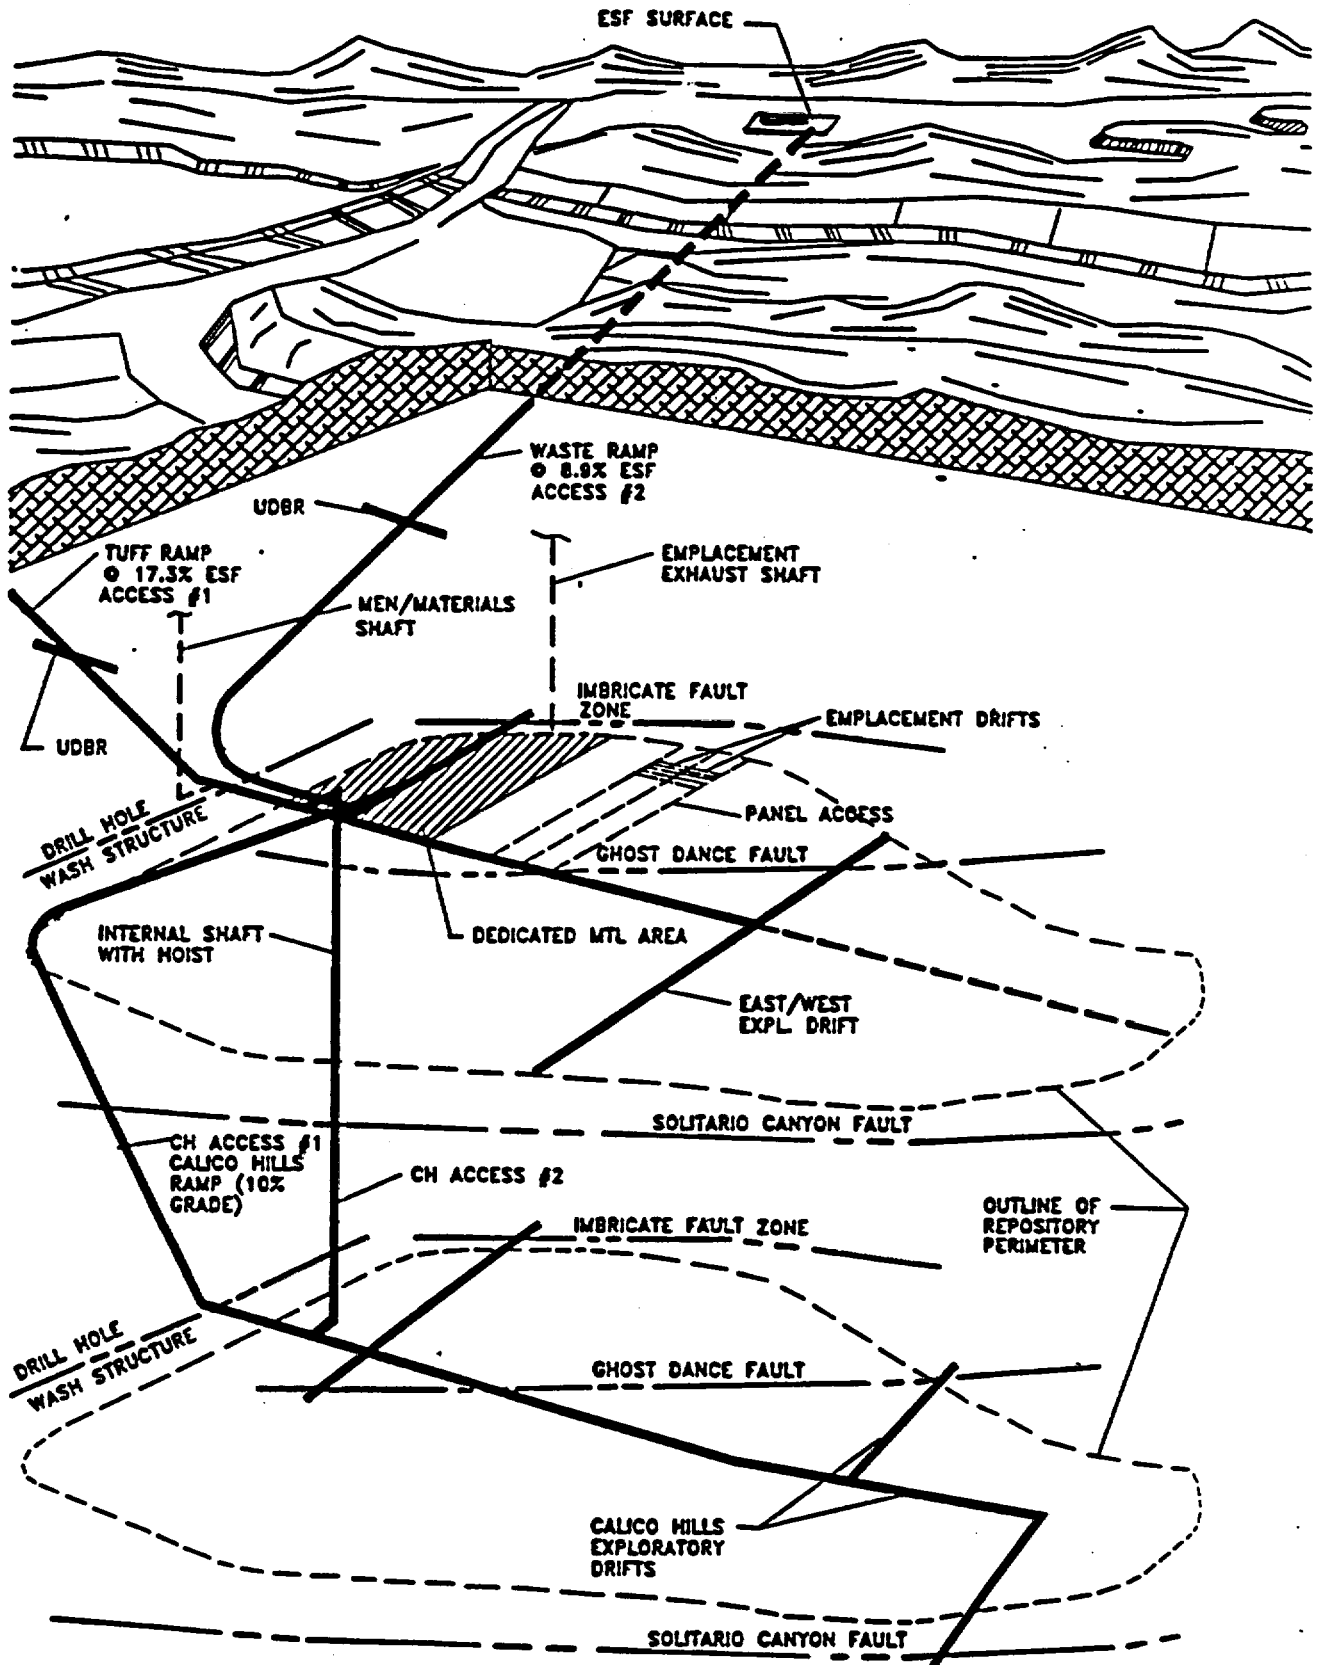 ESF SURFACE
WASTE RAMP
@ 8.9% ESF
ACCESS #2
UDBR
TUFF RAMP
@ 17.3% ESF
ACCESS #1
EMPLACEMENT
EXHAUST SHAFT
MEN/MATERIALS
SHAFT
UDBR
IMBRICATE FAULT
ZONE
EMPLACEMENT DRIFTS
DRILL HOLE
WASH STRUCTURE
PANEL ACCESS
GHOST DANCE FAULT
INTERNAL SHAFT
WITH HOIST
DEDICATED MTL AREA
EAST/WEST
EXPL. DRIFT
SOLITARIO CANYON FAULT
CH ACCESS #1
CALICO HILLS
RAMP (10%
GRADE)
CH ACCESS #2
OUTLINE OF
REPOSITORY
PERIMETER
IMBRICATE FAULT ZONE
DRILL HOLE
WASH STRUCTURE
GHOST DANCE FAULT
CALICO HILLS
EXPLORATORY
DRIFTS
SOLITARIO CANYON FAULT